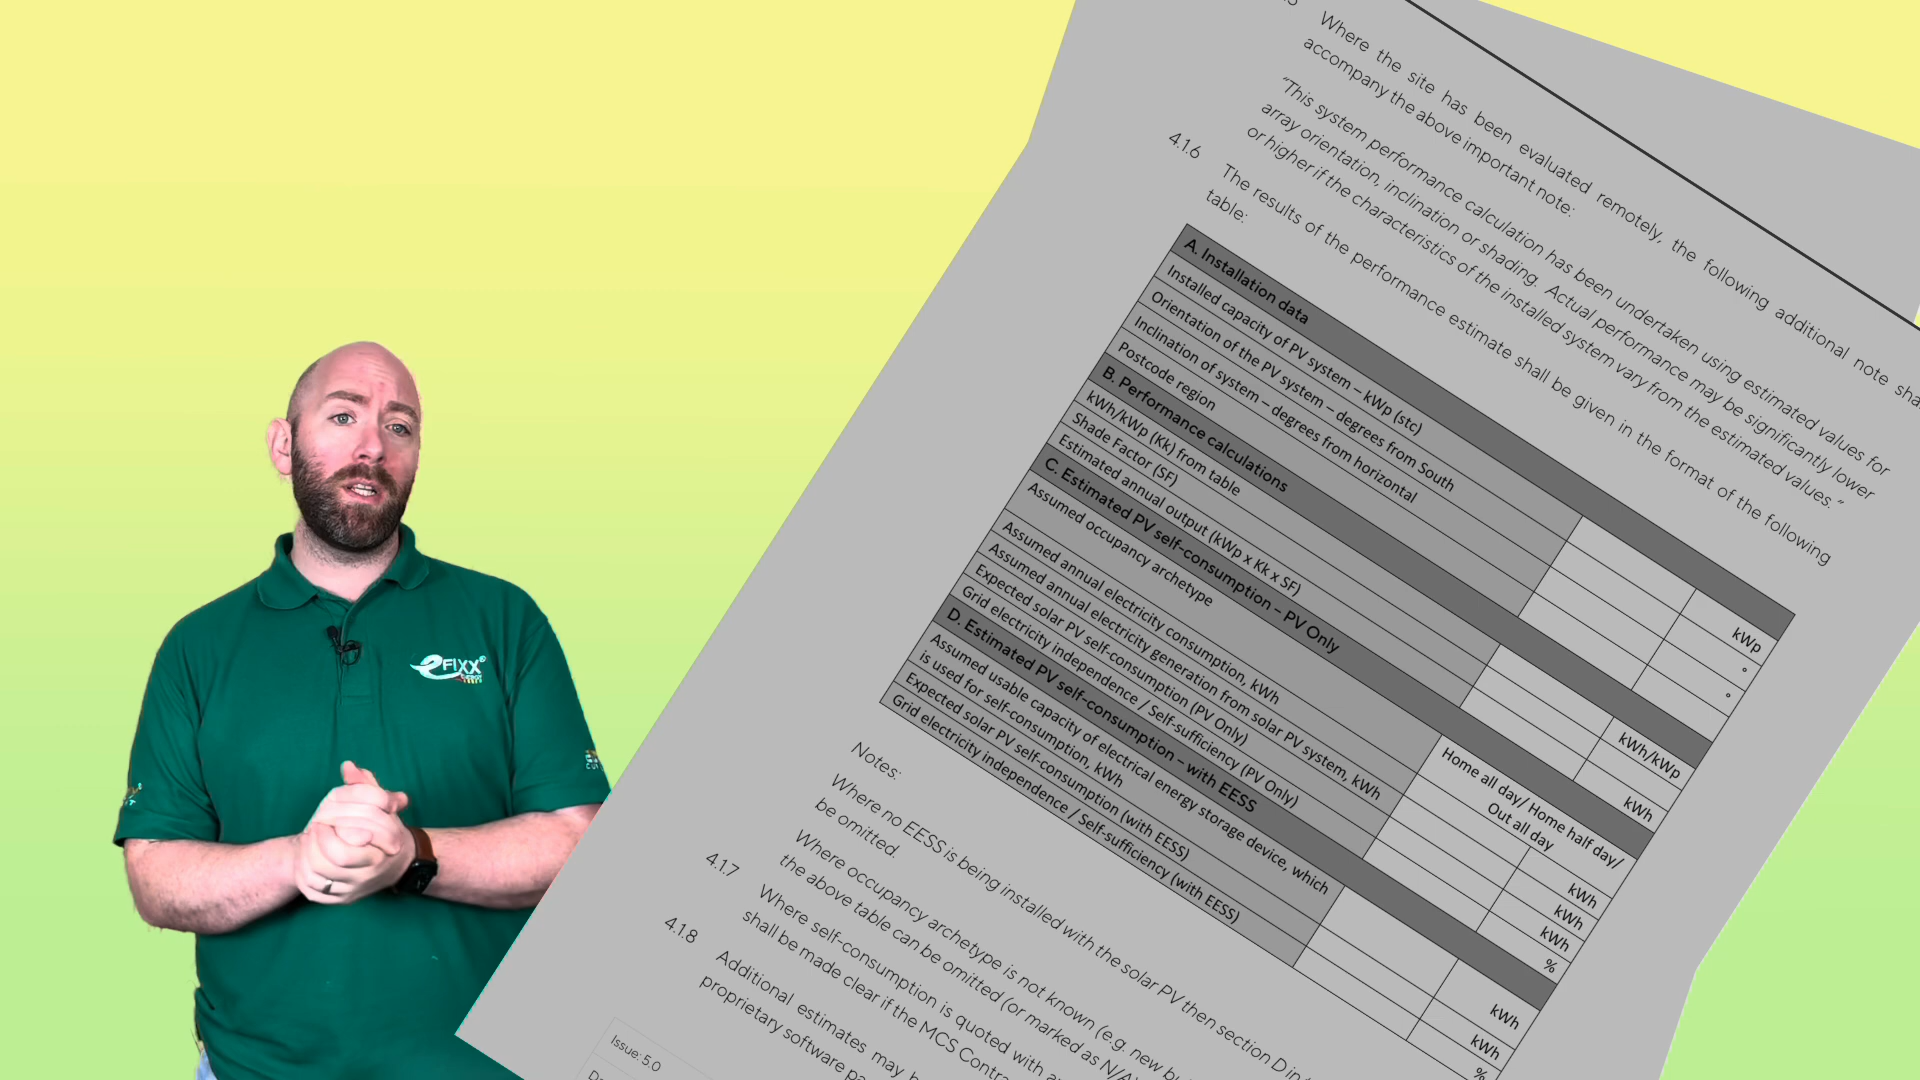 Where the site has been evaluated remotely, the following additional note sha
accompany the above important note:
“This system performance calculation has been undertaken using estimated values for
array orientation, inclination or shading. Actual performance may be significantly lower
or higher if the characteristics of the installed system vary from the estimated values.”
4.1.6 The results of the performance estimate shall be given in the format of the following
table:
A. Installation data
Installed capacity of PV system – kWp (stc) kWp
Orientation of the PV system – degrees from South °
Inclination of system – degrees from horizontal °
Postcode region
B. Performance calculations
kWh/kWp (Kk) from table kWh/kWp
Shade Factor (SF)
Estimated annual output (kWp x Kk x SF) kWh
C. Estimated PV self-consumption – PV Only
Assumed occupancy archetype Home all day/ Home half day/
Out all day
Assumed annual electricity consumption, kWh kWh
Assumed annual electricity generation from solar PV system, kWh kWh
Expected solar PV self-consumption (PV Only) kWh
Grid electricity independence / Self-sufficiency (PV Only) %
D. Estimated PV self-consumption – with EESS
Assumed usable capacity of electrical energy storage device, which
is used for self-consumption, kWh kWh
Expected solar PV self-consumption (with EESS) kWh
Grid electricity independence / Self-sufficiency (with EESS) %
Notes:
Where no EESS is being installed with the solar PV then section D in
be omitted.
Where occupancy archetype is not known (e.g. new bu
the above table can be omitted (or marked as N/A)
4.1.7 Where self-consumption is quoted with a
shall be made clear if the MCS Contra
4.1.8 Additional estimates may b
proprietary software pa
Issue: 5.0
eFIXX